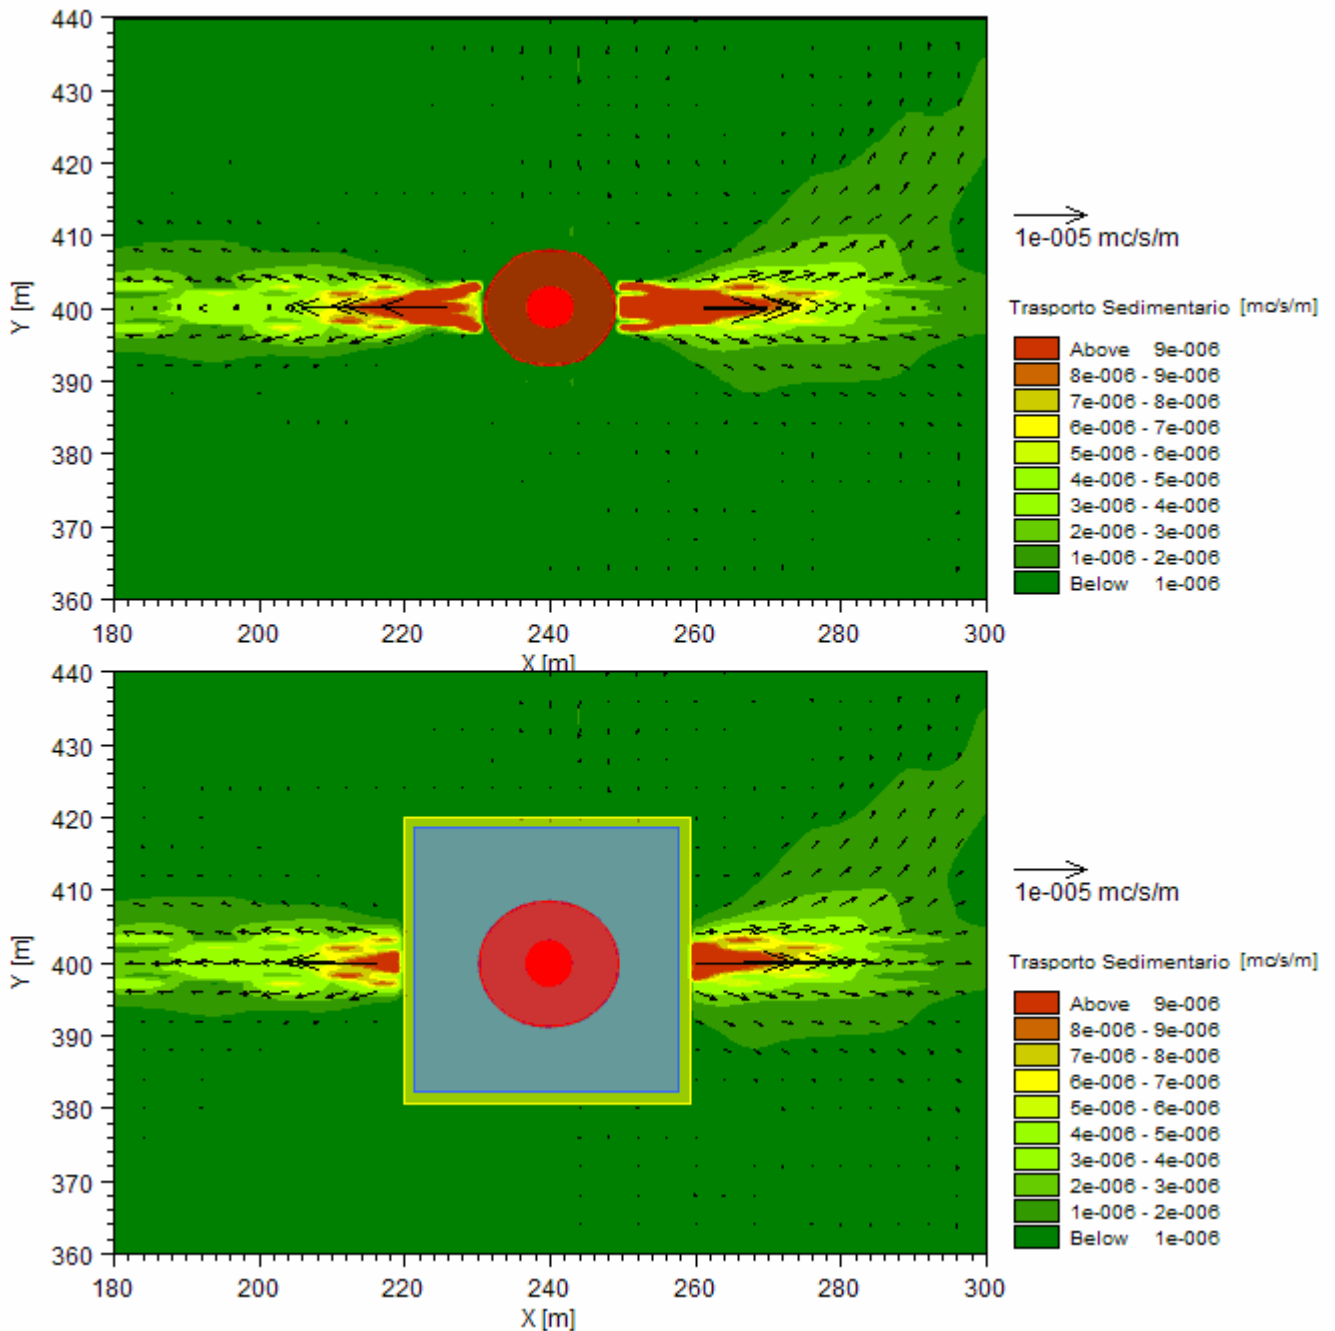 440
430
420
410
400
390
380
370
360
Y [m]
180 200 220 240 260 280 300
X [m]
1e-005 mc/s/m
Trasporto Sedimentario [mc/s/m]
Above 9e-006
8e-006 - 9e-006
7e-006 - 8e-006
6e-006 - 7e-006
5e-006 - 6e-006
4e-006 - 5e-006
3e-006 - 4e-006
2e-006 - 3e-006
1e-006 - 2e-006
Below 1e-006
440
430
420
410
400
390
380
370
360
Y [m]
180 200 220 240 260 280 300
X [m]
1e-005 mc/s/m
Trasporto Sedimentario [mc/s/m]
Above 9e-006
8e-006 - 9e-006
7e-006 - 8e-006
6e-006 - 7e-006
5e-006 - 6e-006
4e-006 - 5e-006
3e-006 - 4e-006
2e-006 - 3e-006
1e-006 - 2e-006
Below 1e-006